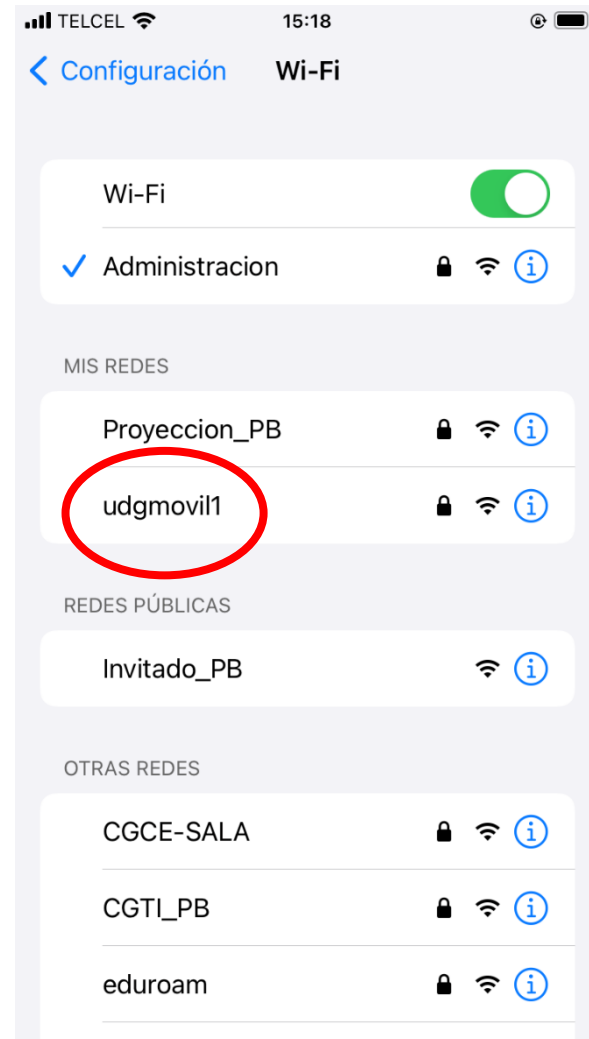 TELCEL 15:18
Configuración Wi-Fi
Wi-Fi
Administracion
MIS REDES
Proyeccion_PB
udgmovil1
REDES PÚBLICAS
Invitado_PB
OTRAS REDES
CGCE-SALA
CGTI_PB
eduroam